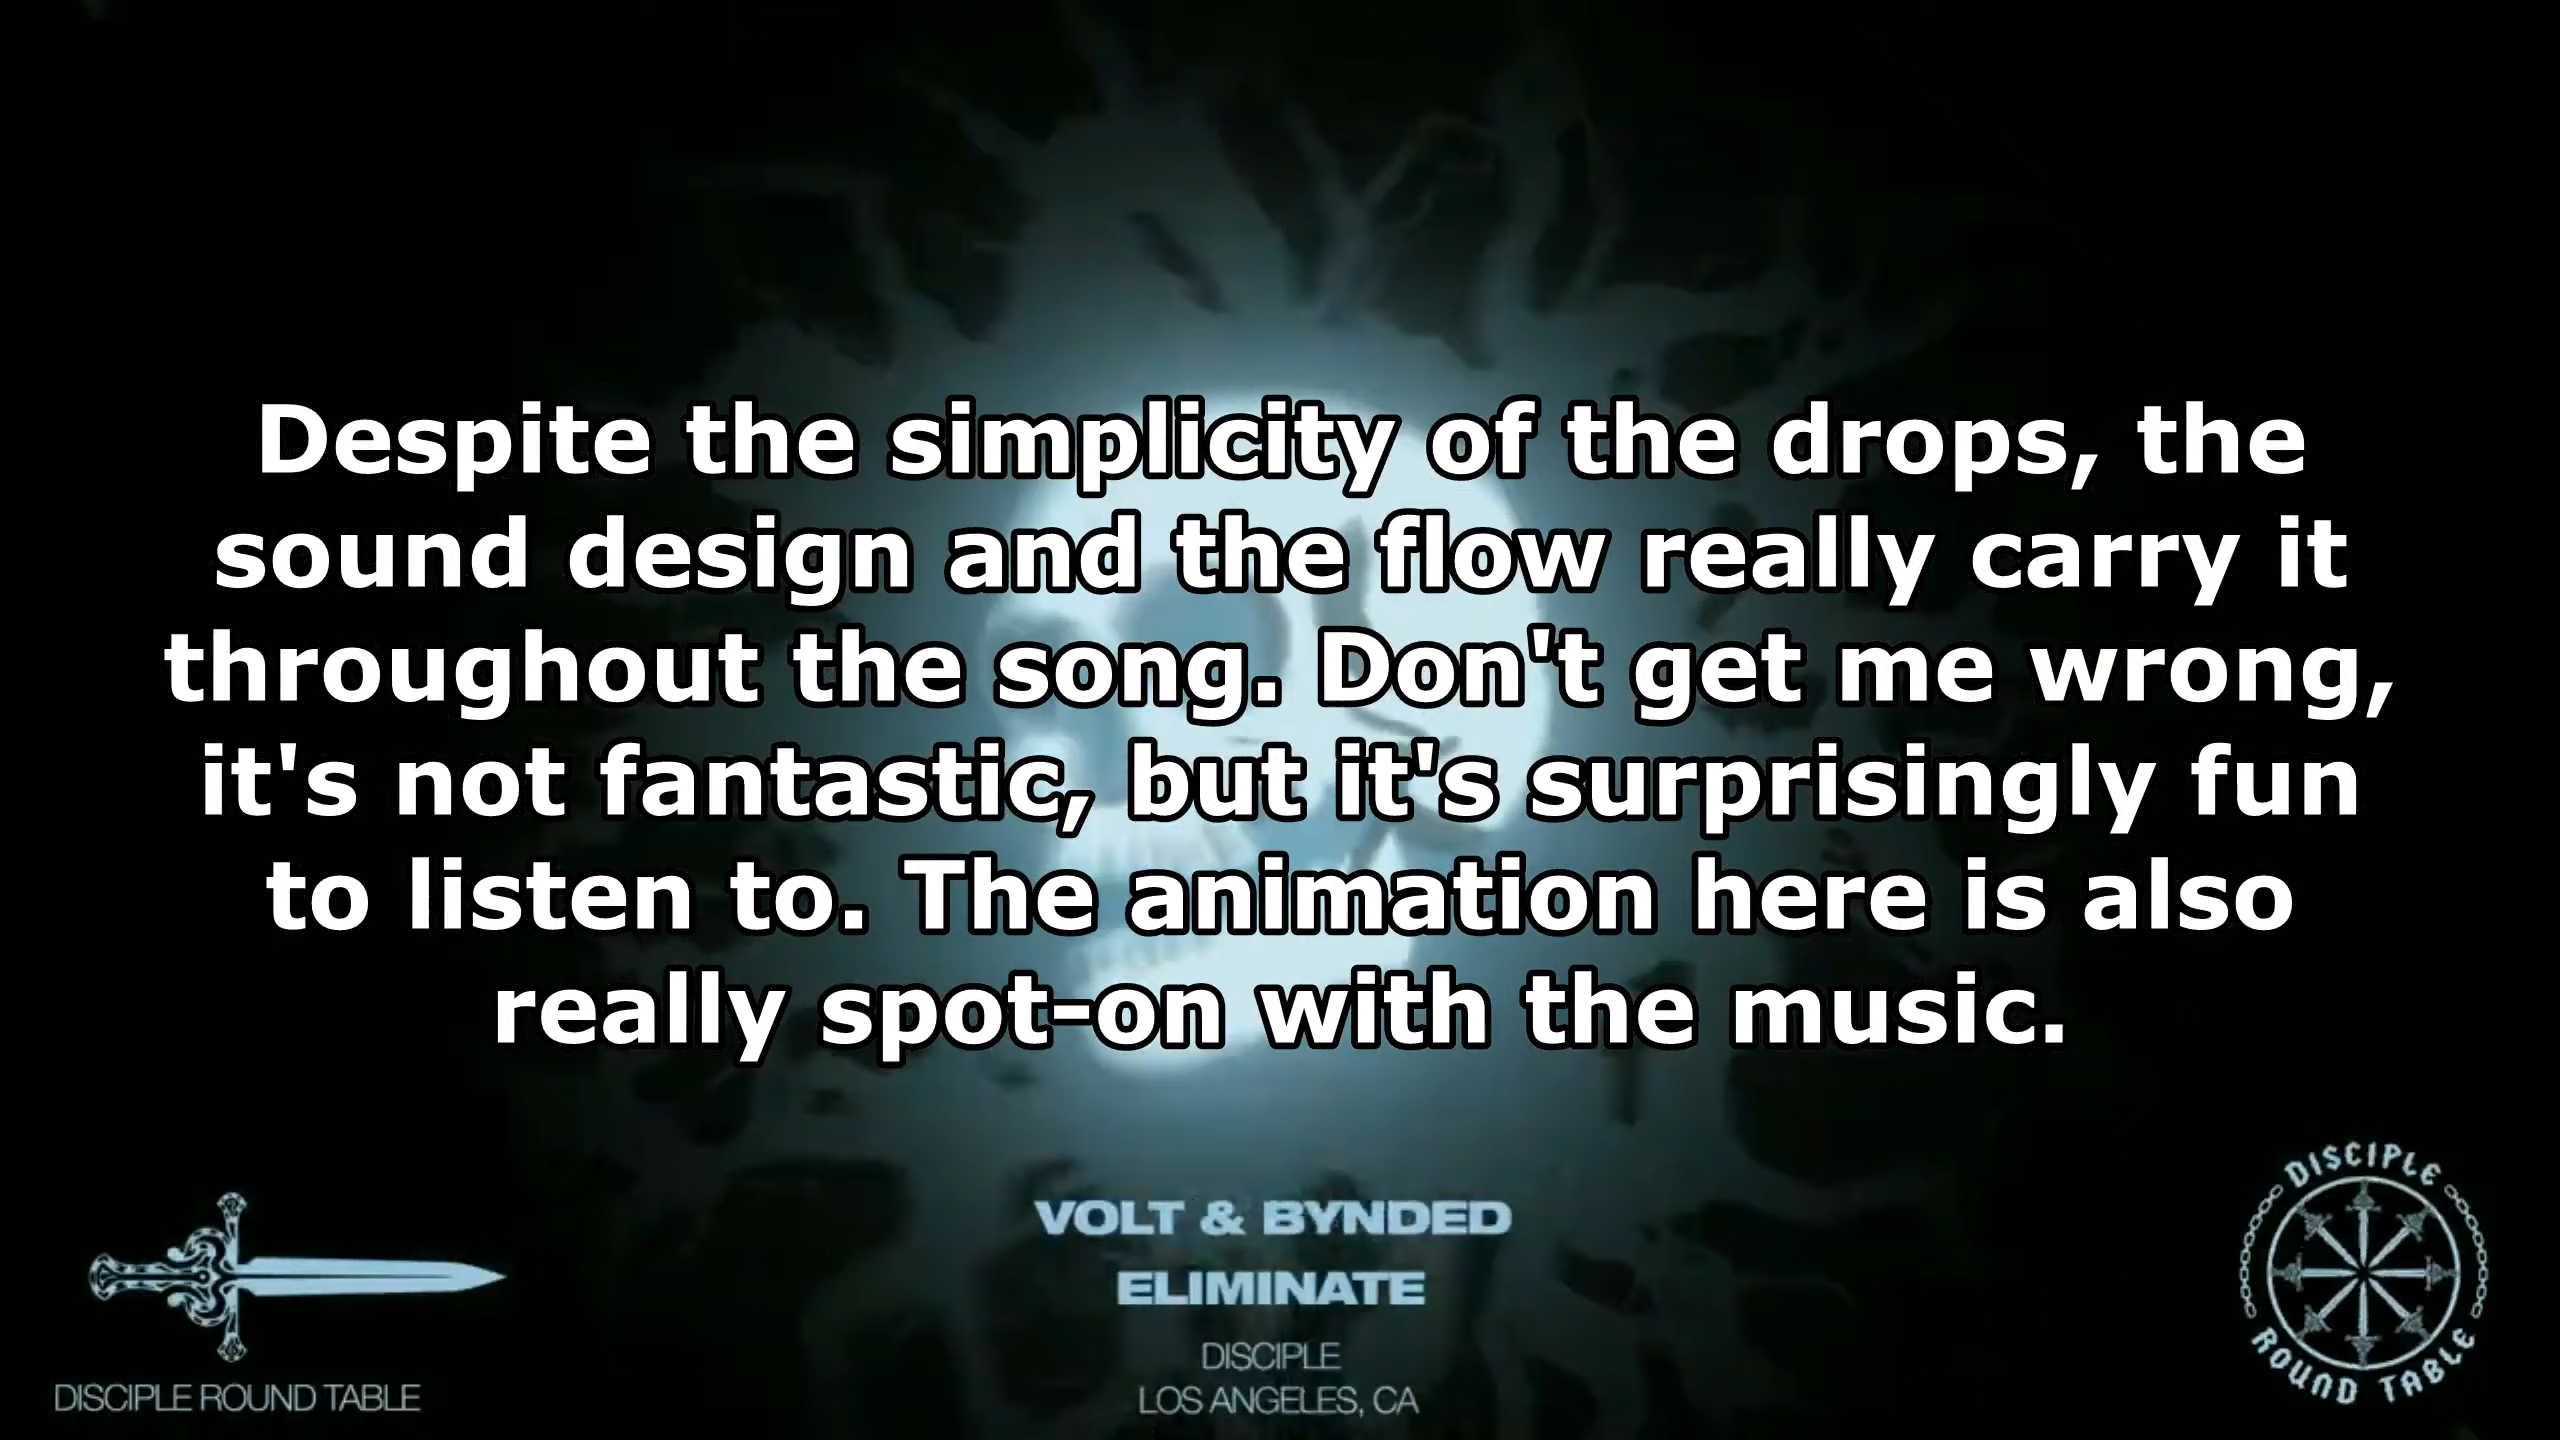 Despite the simplicity of the drops, the
sound design and the flow really carry it
throughout the song. Don't get me wrong,
it's not fantastic, but it's surprisingly fun
to listen to. The animation here is also
really spot-on with the music.
VOLT & BYNDED
ELIMINATE
DISCIPLE
LOS ANGELES, CA
DISCIPLE ROUND TABLE
DISCIPLE
ROUND TABLE